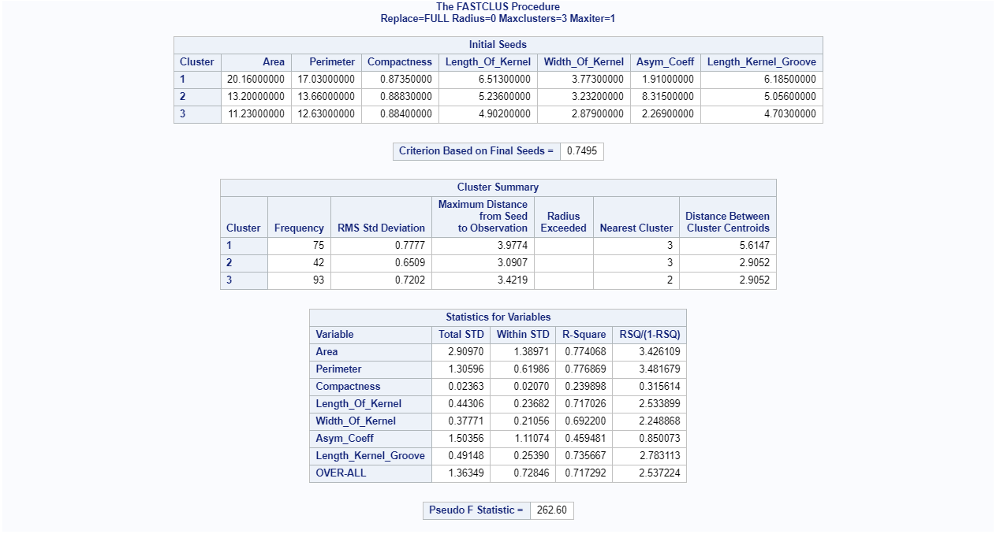 The FASTCLUS Procedure
Replace=FULL Radius=0 Maxclusters=3 Maxiter=1
Initial Seeds
Cluster Area Perimeter Compactness Length_Of_Kernel Width_Of_Kernel Asym_Coeff Length_Kernel_Groove
1 20.16000000 17.03000000 0.87350000 6.51300000 3.77300000 1.91000000 6.18500000
2 13.20000000 13.66000000 0.88830000 5.23600000 3.23200000 8.31500000 5.05600000
3 11.23000000 12.63000000 0.88400000 4.90200000 2.87900000 2.26900000 4.70300000
Criterion Based on Final Seeds = 0.7495
Cluster Summary
Maximum Distance
from Seed Radius Distance Between
Cluster Frequency RMS Std Deviation to Observation Exceeded Nearest Cluster Cluster Centroids
1 75 0.7777 3.9774 3 5.6147
2 42 0.6509 3.0907 3 2.9052
3 93 0.7202 3.4219 2 2.9052
Statistics for Variables
Variable Total STD Within STD R-Square RSQ/(1-RSQ)
Area 2.90970 1.38971 0.774068 3.426109
Perimeter 1.30596 0.61986 0.776869 3.481679
Compactness 0.02363 0.02070 0.239898 0.315614
Length_Of_Kernel 0.44306 0.23682 0.717026 2.533899
Width_Of_Kernel 0.37771 0.21056 0.692200 2.248868
Asym_Coeff 1.50356 1.11074 0.459481 0.850073
Length_Kernel_Groove 0.49148 0.25390 0.735667 2.783113
OVER-ALL 1.36349 0.72846 0.717292 2.537224
Pseudo F Statistic = 262.60